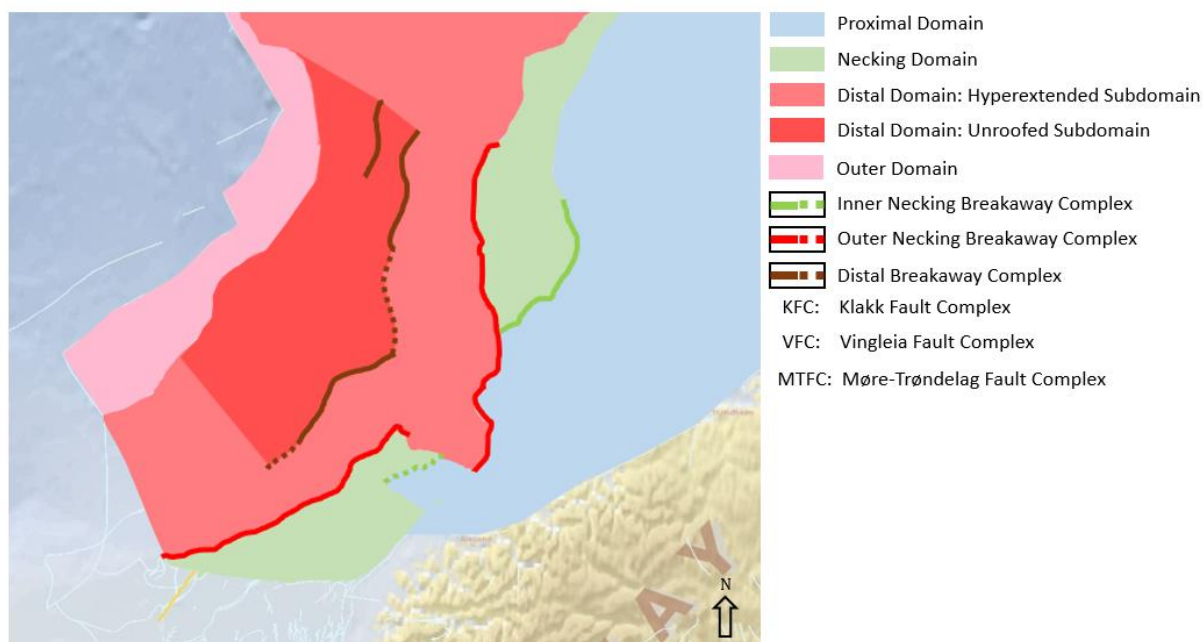 Proximal Domain
Necking Domain
Distal Domain: Hyperextended Subdomain
Distal Domain: Unroofed Subdomain
Outer Domain
Inner Necking Breakaway Complex
Outer Necking Breakaway Complex
Distal Breakaway Complex
KFC: Klakk Fault Complex
VFC: Vingleia Fault Complex
MTFC: Møre-Trøndelag Fault Complex
A Y
N